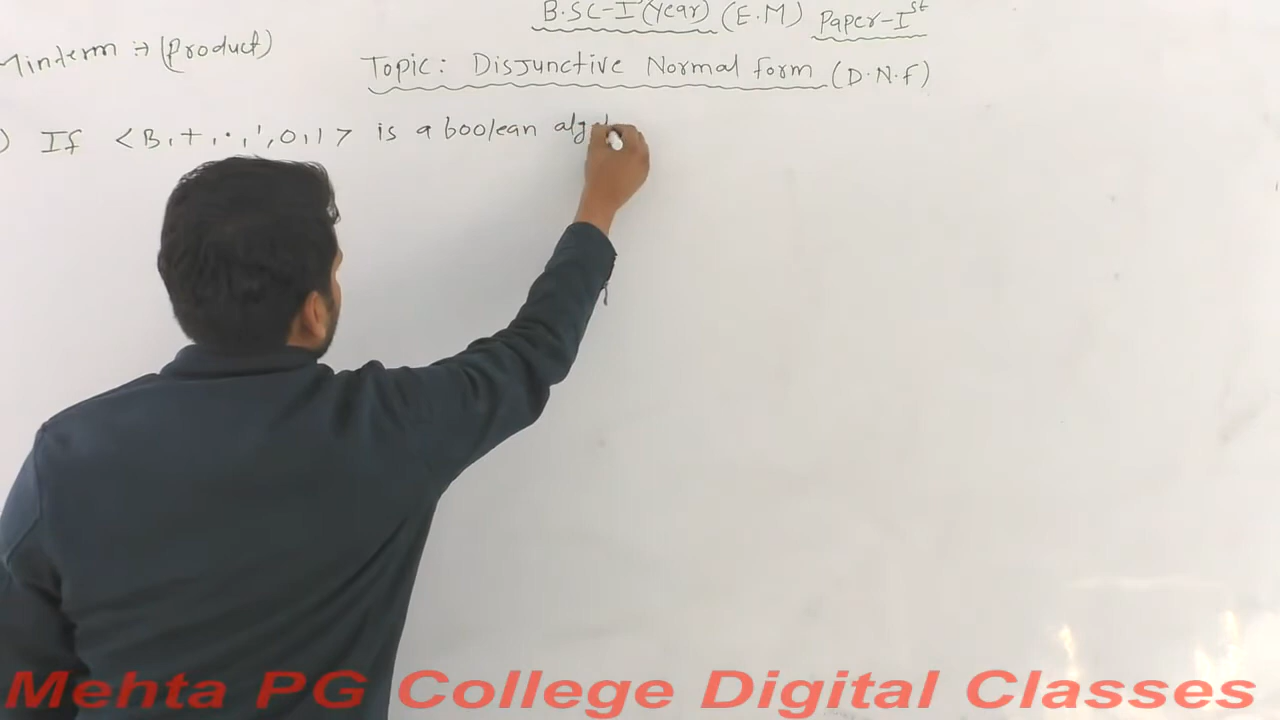 B.SC-I (year) (E.M) Paper-Ist
Minterm :→ (Product)
Topic: Disjunctive Normal form (D.N.F)
) If <B,+,·,',0,1> is a boolean alg
Mehta PG College Digital Classes